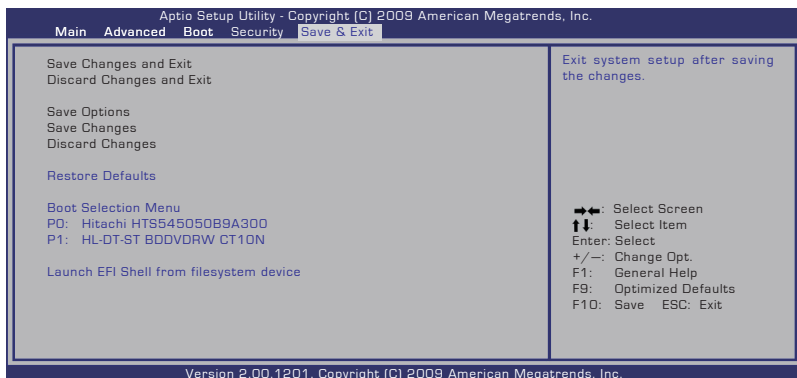 Aptio Setup Utility - Copyright (C) 2009 American Megatrends, Inc.
Main Advanced Boot Security Save & Exit
Save Changes and Exit
Discard Changes and Exit
Save Options
Save Changes
Discard Changes
Restore Defaults
Boot Selection Menu
P0: Hitachi HTS545050B9A300
P1: HL-DT-ST BDDVDRW CT10N
Launch EFI Shell from filesystem device
Exit system setup after saving
the changes.
→←: Select Screen
↑↓: Select Item
Enter: Select
+/—: Change Opt.
F1: General Help
F9: Optimized Defaults
F10: Save ESC: Exit
Version 2.00.1201. Copyright (C) 2009 American Megatrends, Inc.